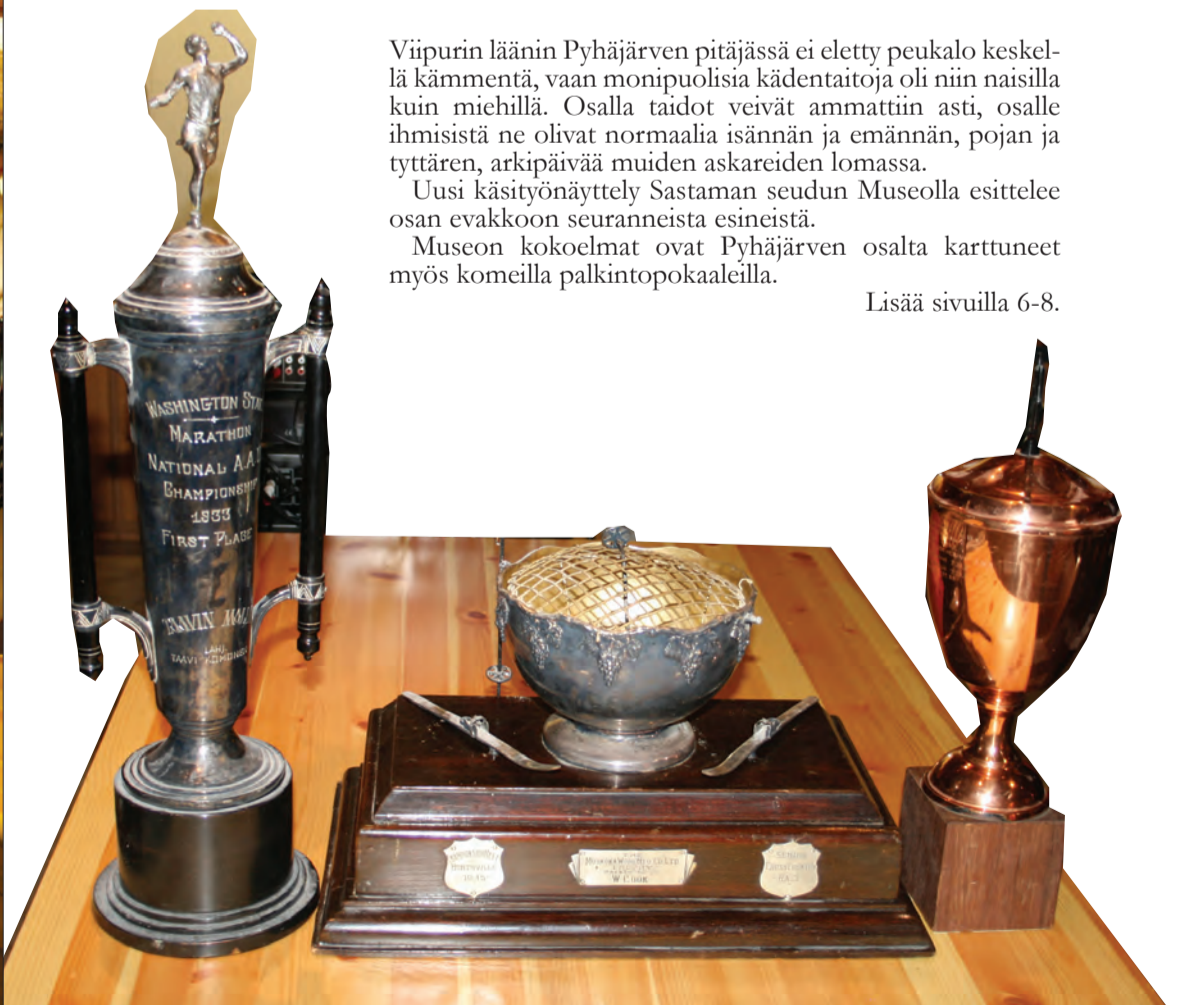 Viipurin läänin Pyhäjärven pitäjässä ei eletty peukalo keskel-
lä kämmentä, vaan monipuolisia kädentaitoja oli niin naisilla
kuin miehillä. Osalla taidot veivät ammattiin asti, osalle
ihmisistä ne olivat normaalia isännän ja emännän, pojan ja
tyttären, arkipäivää muiden askareiden lomassa.
Uusi käsityönäyttely Sastaman seudun Museolla esittelee
osan evakkoon seuranneista esineistä.
Museon kokoelmat ovat Pyhäjärven osalta karttuneet
myös komeilla palkintopokaaleilla.
Lisää sivuilla 6-8.
WASHINGTON
MARATHON
NATIONAL A.A.
CHAMPIONSHIP
1933
FIRST PLACE
LAHJ.